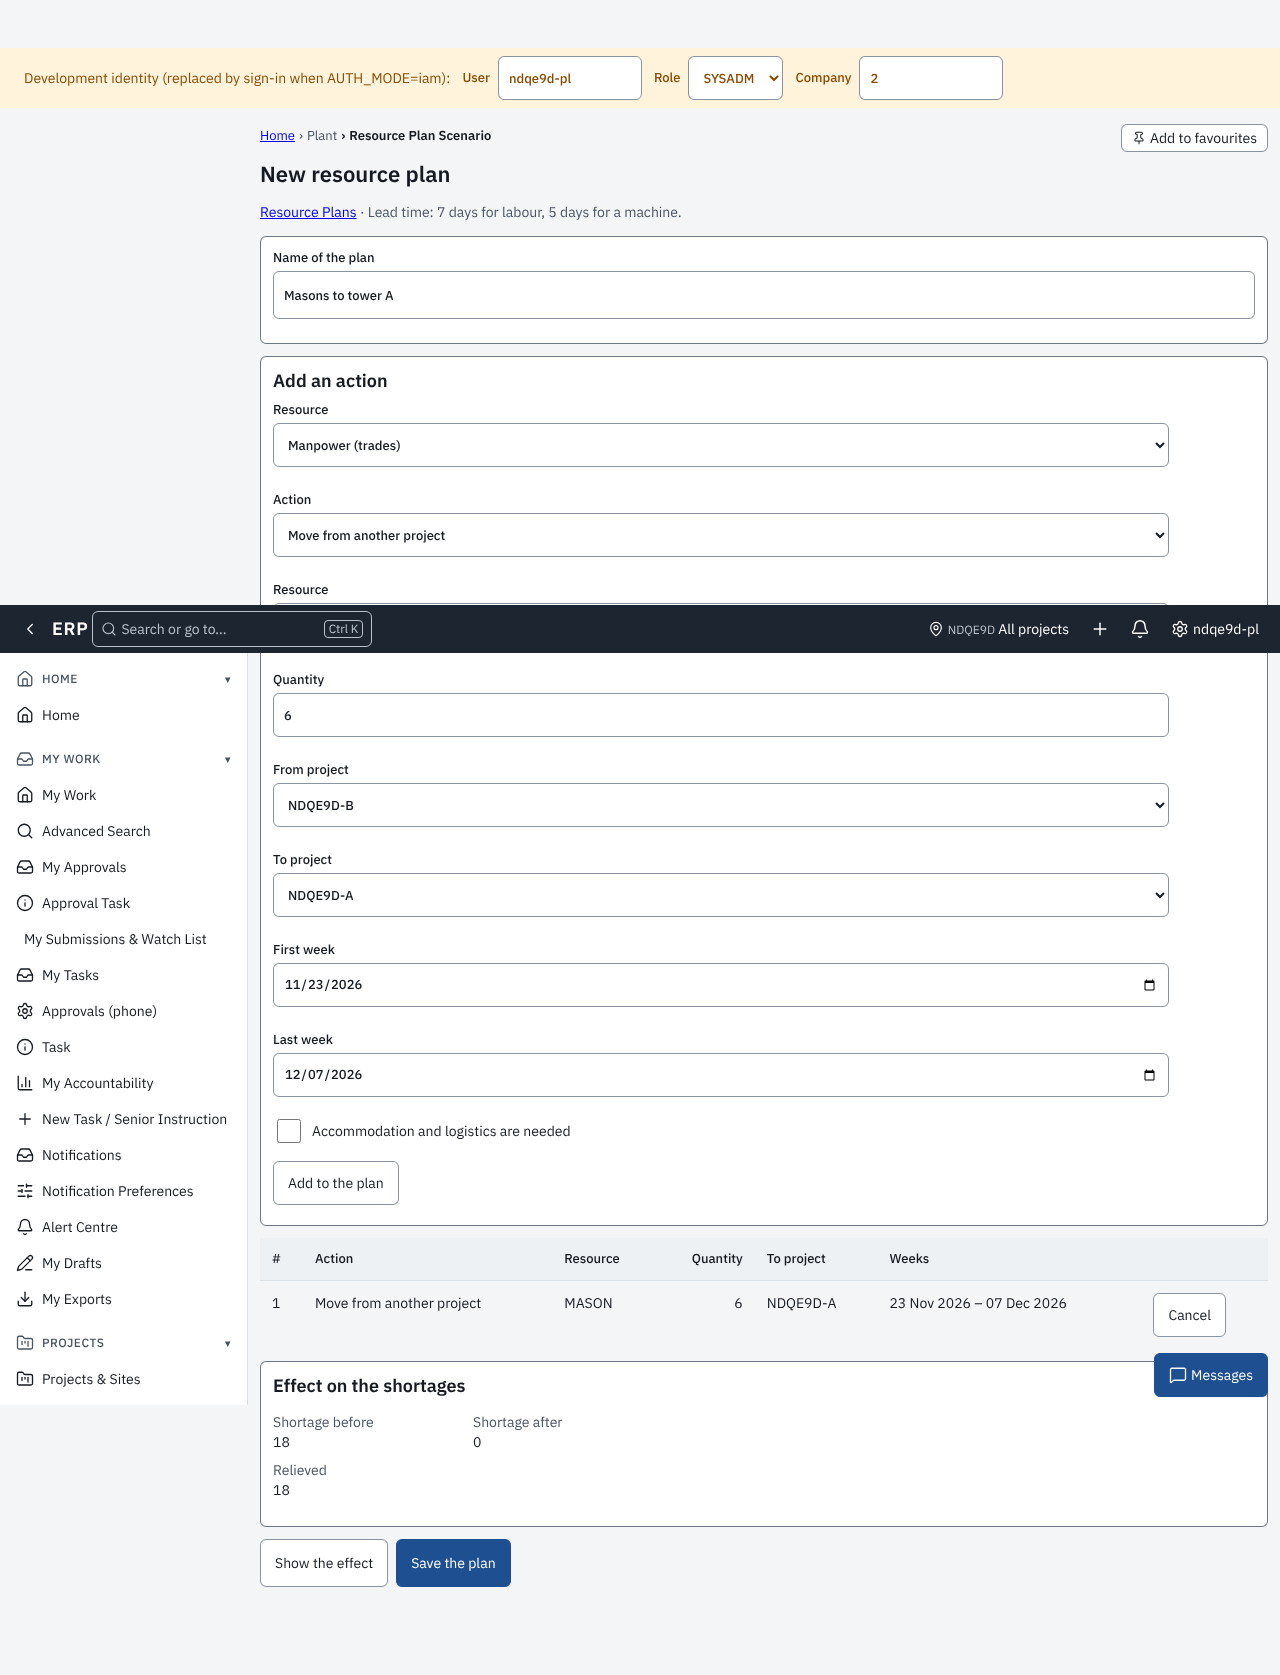 Development identity (replaced by sign-in when AUTH_MODE=iam): User ndqe9d-pl Role SYSADM Company 2
Home › Plant › Resource Plan Scenario
Add to favourites
New resource plan
Resource Plans · Lead time: 7 days for labour, 5 days for a machine.
Name of the plan
Masons to tower A
Add an action
Resource
Manpower (trades)
Action
Move from another project
Resource
ERP Search or go to... Ctrl K NDQE9D All projects ndqe9d-pl
HOME
Home
MY WORK
My Work
Advanced Search
My Approvals
Approval Task
My Submissions & Watch List
My Tasks
Approvals (phone)
Task
My Accountability
New Task / Senior Instruction
Notifications
Notification Preferences
Alert Centre
My Drafts
My Exports
PROJECTS
Projects & Sites
Quantity
6
From project
NDQE9D-B
To project
NDQE9D-A
First week
11/23/2026
Last week
12/07/2026
Accommodation and logistics are needed
Add to the plan
# Action Resource Quantity To project Weeks
1 Move from another project MASON 6 NDQE9D-A 23 Nov 2026 – 07 Dec 2026 Cancel
Messages
Effect on the shortages
Shortage before Shortage after
18 0
Relieved
18
Show the effect Save the plan